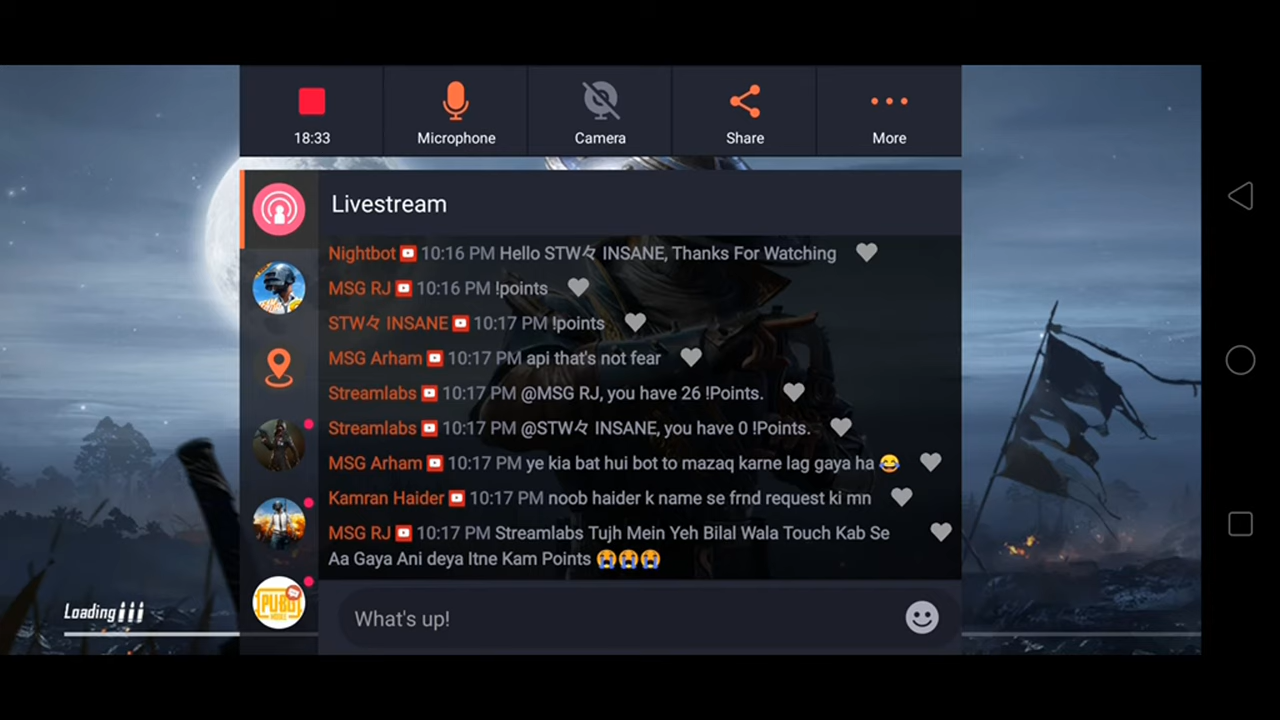 18:33
Microphone
Camera
Share
More
Livestream
Nightbot 10:16 PM Hello STW々 INSANE, Thanks For Watching
MSG RJ 10:16 PM !points
STW々 INSANE 10:17 PM !points
MSG Arham 10:17 PM api that's not fear
Streamlabs 10:17 PM @MSG RJ, you have 26 !Points.
Streamlabs 10:17 PM @STW々 INSANE, you have 0 !Points.
MSG Arham 10:17 PM ye kia bat hui bot to mazaq karne lag gaya ha 😂
Kamran Haider 10:17 PM noob haider k name se frnd request ki mn
MSG RJ 10:17 PM Streamlabs Tujh Mein Yeh Bilal Wala Touch Kab Se
Aa Gaya Ani deya Itne Kam Points 😭😭😭
PUBG
Loading
What's up!